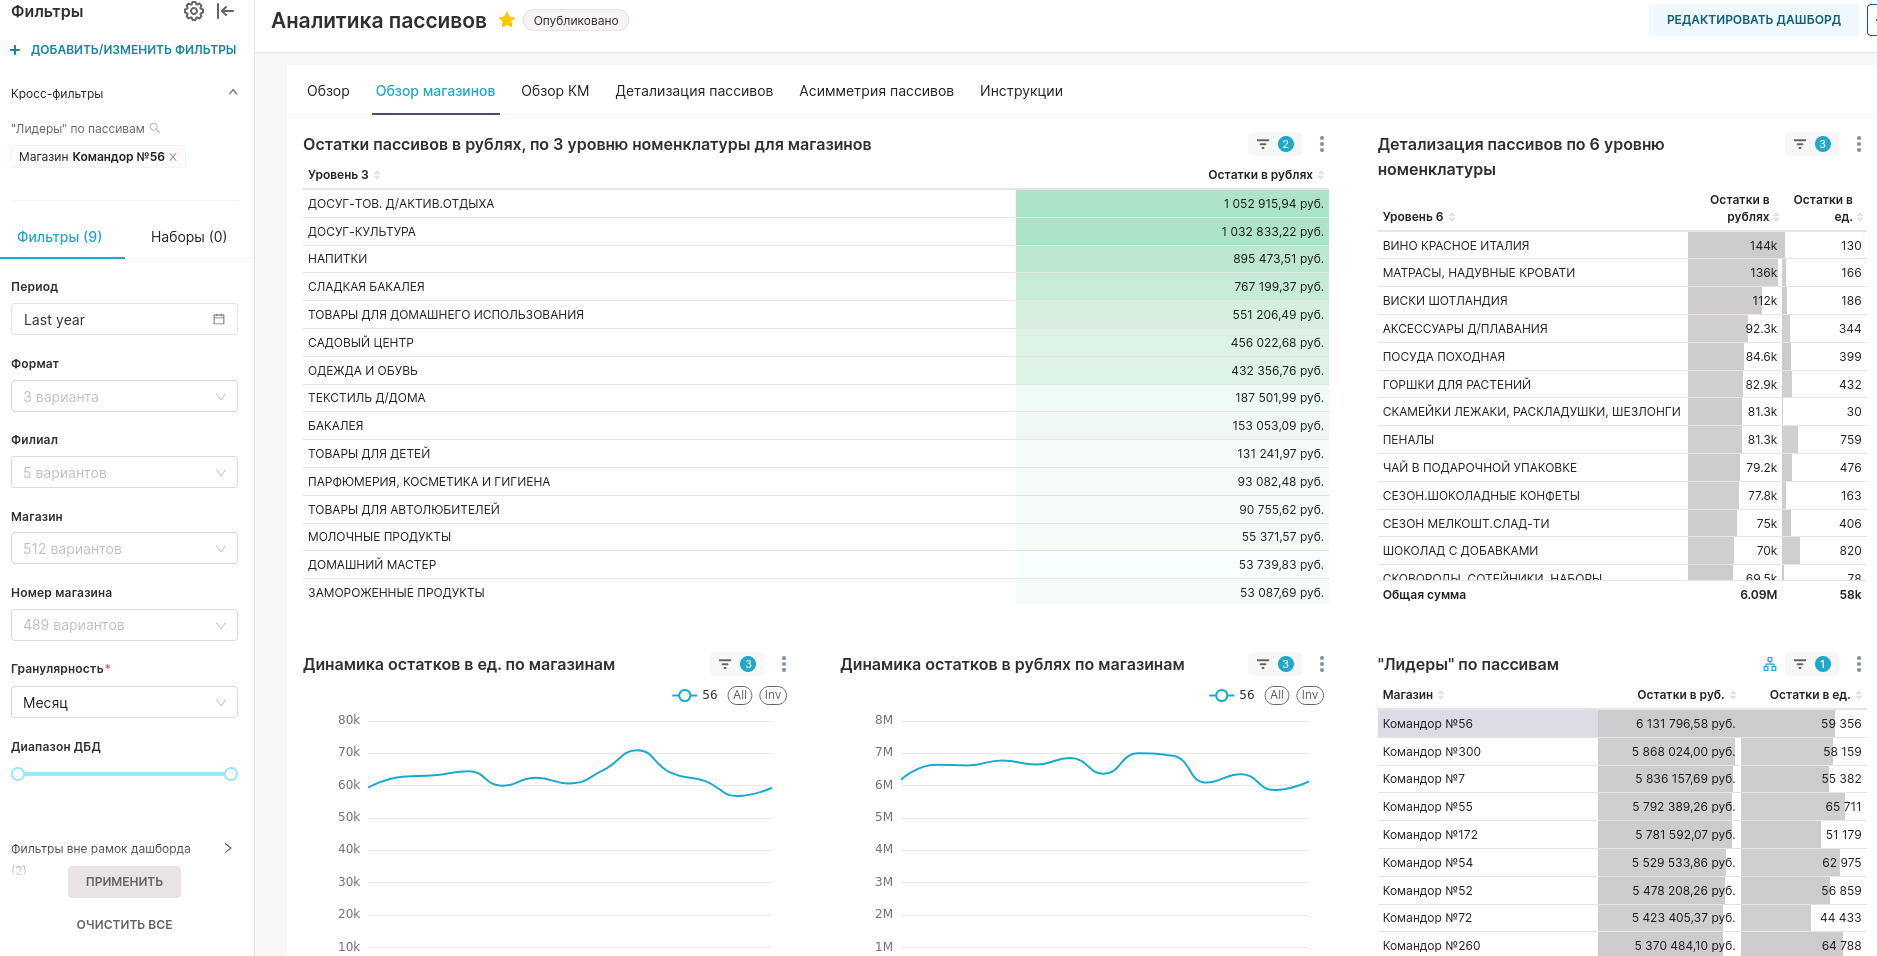 Фильтры
ДОБАВИТЬ/ИЗМЕНИТЬ ФИЛЬТРЫ
Кросс-фильтры
"Лидеры" по пассивам
Магазин Командор №56
Фильтры (9) Наборы (0)
Период
Last year
Формат
3 варианта
Филиал
5 вариантов
Магазин
512 вариантов
Номер магазина
489 вариантов
Гранулярность*
Месяц
Диапазон ДБД
Фильтры вне рамок дашборда
(2)
ПРИМЕНИТЬ
ОЧИСТИТЬ ВСЕ
Аналитика пассивов Опубликовано
РЕДАКТИРОВАТЬ ДАШБОРД
Обзор Обзор магазинов Обзор КМ Детализация пассивов Асимметрия пассивов Инструкции
Остатки пассивов в рублях, по 3 уровню номенклатуры для магазинов 2
Уровень 3 Остатки в рублях
ДОСУГ-ТОВ. Д/АКТИВ.ОТДЫХА 1 052 915,94 руб.
ДОСУГ-КУЛЬТУРА 1 032 833,22 руб.
НАПИТКИ 895 473,51 руб.
СЛАДКАЯ БАКАЛЕЯ 767 199,37 руб.
ТОВАРЫ ДЛЯ ДОМАШНЕГО ИСПОЛЬЗОВАНИЯ 551 206,49 руб.
САДОВЫЙ ЦЕНТР 456 022,68 руб.
ОДЕЖДА И ОБУВЬ 432 356,76 руб.
ТЕКСТИЛЬ Д/ДОМА 187 501,99 руб.
БАКАЛЕЯ 153 053,09 руб.
ТОВАРЫ ДЛЯ ДЕТЕЙ 131 241,97 руб.
ПАРФЮМЕРИЯ, КОСМЕТИКА И ГИГИЕНА 93 082,48 руб.
ТОВАРЫ ДЛЯ АВТОЛЮБИТЕЛЕЙ 90 755,62 руб.
МОЛОЧНЫЕ ПРОДУКТЫ 55 371,57 руб.
ДОМАШНИЙ МАСТЕР 53 739,83 руб.
ЗАМОРОЖЕННЫЕ ПРОДУКТЫ 53 087,69 руб.
Детализация пассивов по 6 уровню 3
номенклатуры
Остатки в Остатки в
Уровень 6 рублях ед.
ВИНО КРАСНОЕ ИТАЛИЯ 144k 130
МАТРАСЫ, НАДУВНЫЕ КРОВАТИ 136k 166
ВИСКИ ШОТЛАНДИЯ 112k 186
АКСЕССУАРЫ Д/ПЛАВАНИЯ 92.3k 344
ПОСУДА ПОХОДНАЯ 84.6k 399
ГОРШКИ ДЛЯ РАСТЕНИЙ 82.9k 432
СКАМЕЙКИ ЛЕЖАКИ, РАСКЛАДУШКИ, ШЕЗЛОНГИ 81.3k 30
ПЕНАЛЫ 81.3k 759
ЧАЙ В ПОДАРОЧНОЙ УПАКОВКЕ 79.2k 476
СЕЗОН.ШОКОЛАДНЫЕ КОНФЕТЫ 77.8k 163
СЕЗОН МЕЛКОШТ.СЛАД-ТИ 75k 406
ШОКОЛАД С ДОБАВКАМИ 70k 820
СКОВОРОДЫ, СОТЕЙНИКИ, НАБОРЫ 69.5k 78
Общая сумма 6.09M 58k
Динамика остатков в ед. по магазинам 3
56 All Inv
80k
70k
60k
50k
40k
30k
20k
10k
Динамика остатков в рублях по магазинам 3
56 All Inv
8M
7M
6M
5M
4M
3M
2M
1M
"Лидеры" по пассивам 1
Магазин Остатки в руб. Остатки в ед.
Командор №56 6 131 796,58 руб. 59 356
Командор №300 5 868 024,00 руб. 58 159
Командор №7 5 836 157,69 руб. 55 382
Командор №55 5 792 389,26 руб. 65 711
Командор №172 5 781 592,07 руб. 51 179
Командор №54 5 529 533,86 руб. 62 975
Командор №52 5 478 208,26 руб. 56 859
Командор №72 5 423 405,37 руб. 44 433
Командор №260 5 370 484,10 руб. 64 788